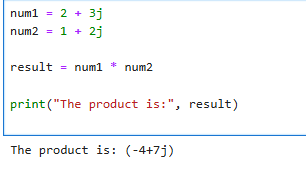 num1 = 2 + 3j
num2 = 1 + 2j
result = num1 * num2
print("The product is:", result)
The product is: (-4+7j)